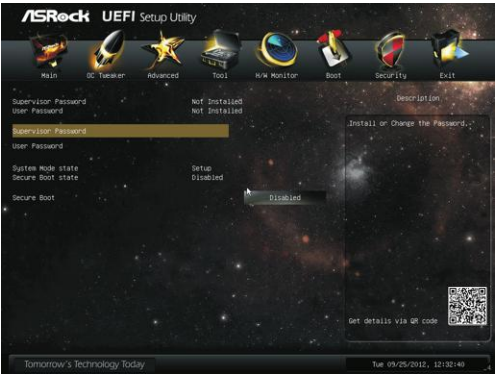 ASRock UEFI Setup Utility
Main OC Tweaker Advanced Tool H/W Monitor Boot Security Exit
Supervisor Password Not Installed
User Password Not Installed
Supervisor Password
User Password
System Mode state Setup
Secure Boot state Disabled
Secure Boot Disabled
Description
Install or Change the Password.
Get details via QR code
Tomorrow's Technology Today
Tue 09/25/2012, 12:32:40